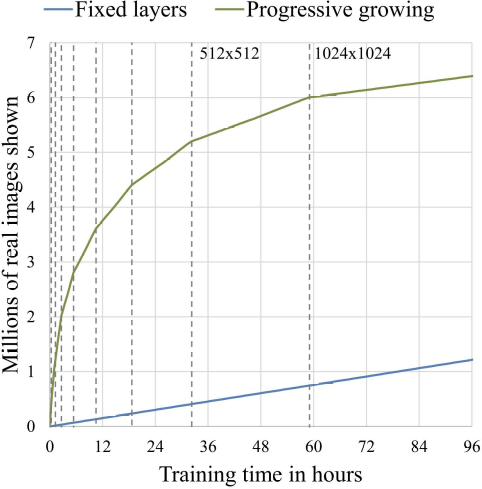 Fixed layers Progressive growing
7
512x512 1024x1024
6
5
4
3
2
1
0
Millions of real images shown
0 12 24 36 48 60 72 84 96
Training time in hours